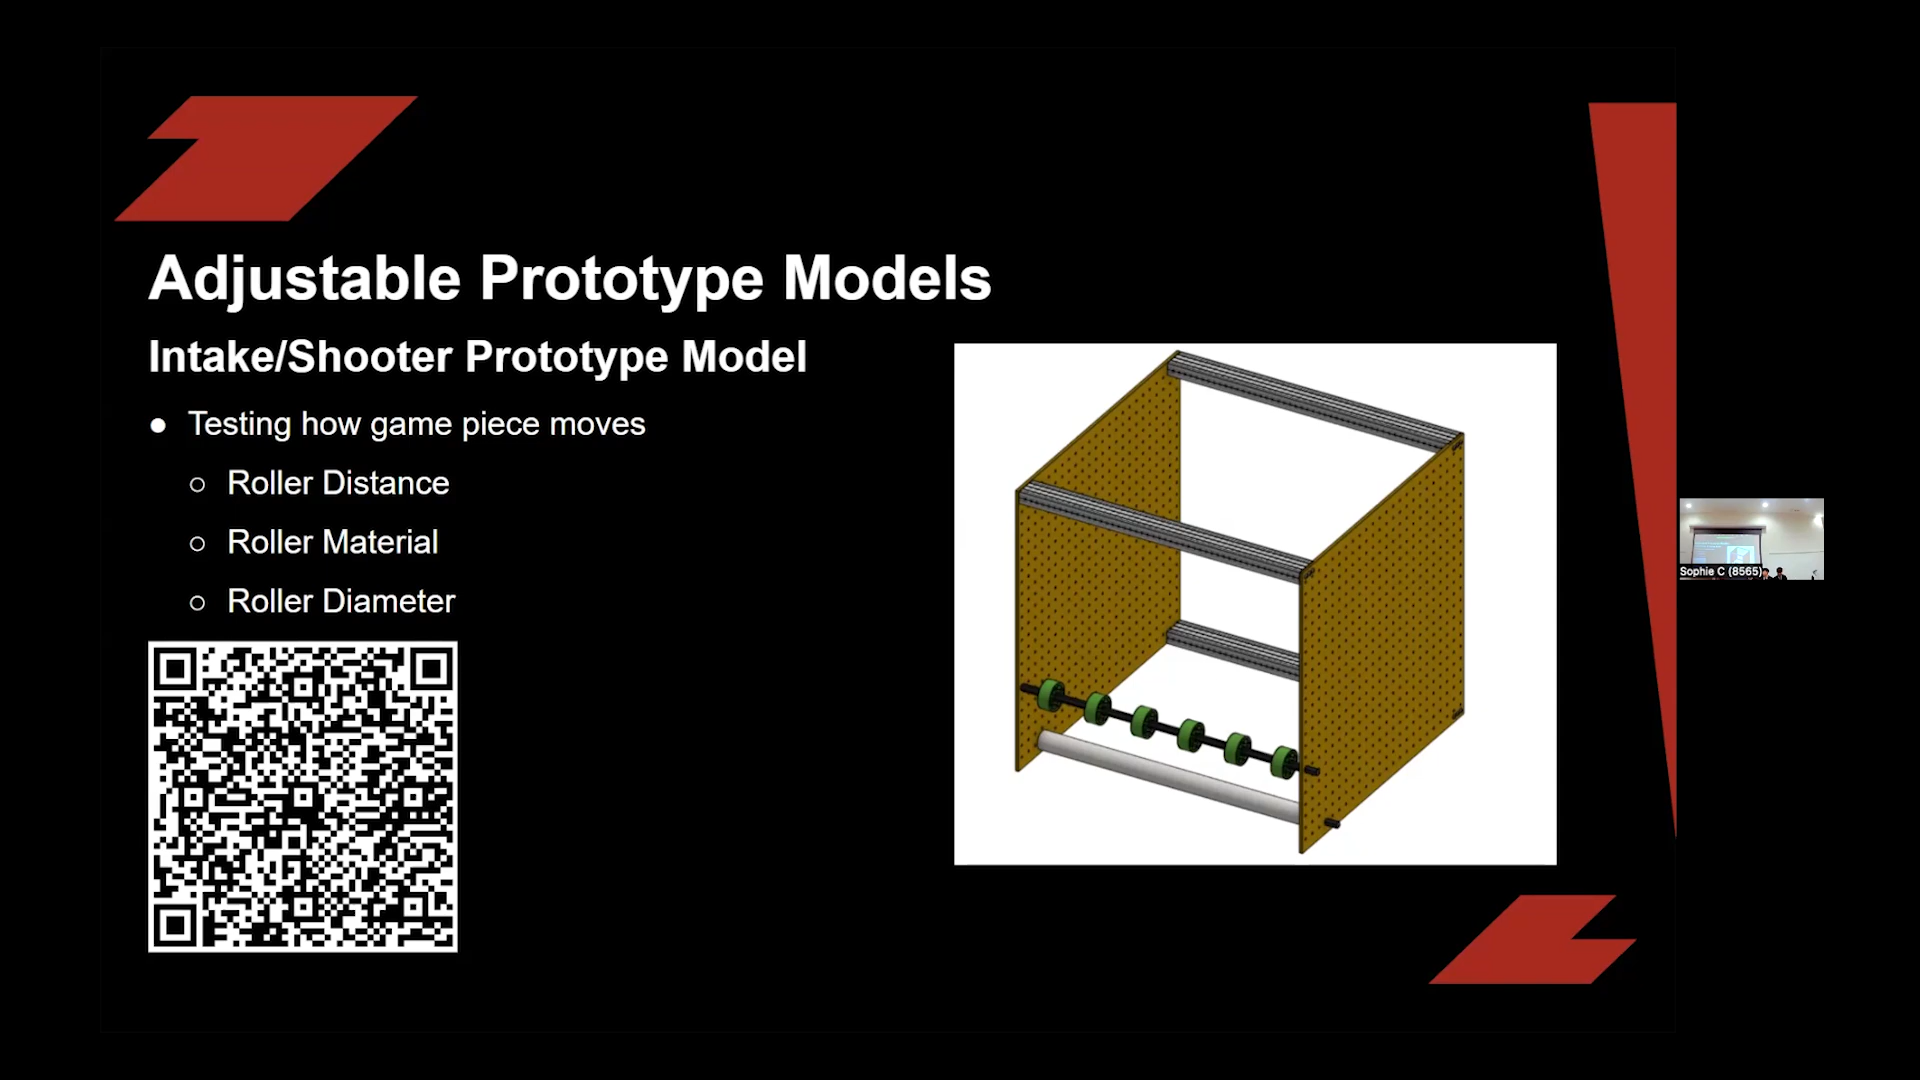 Adjustable Prototype Models
Intake/Shooter Prototype Model
● Testing how game piece moves
○ Roller Distance
○ Roller Material
○ Roller Diameter
Sophie C (8565)